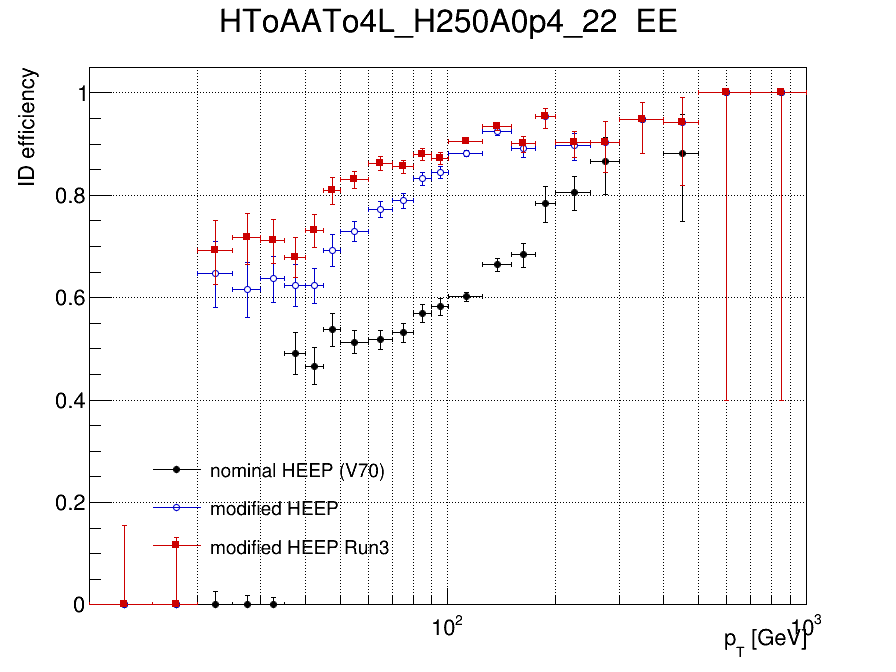 HToAATo4L_H250A0p4_22 EE
ID efficiency
1
0.8
0.6
0.4
0.2
0
nominal HEEP (V70)
modified HEEP
modified HEEP Run3
10²
10³
p_T [GeV]